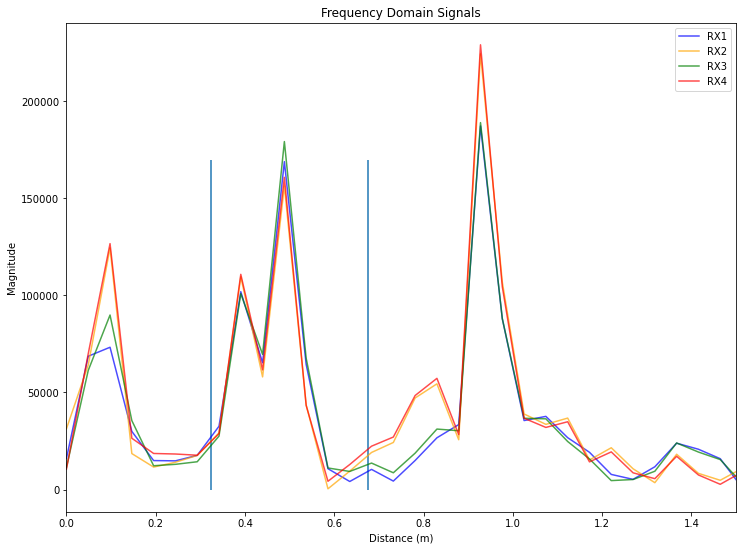 Frequency Domain Signals
RX1
RX2
RX3
RX4
200000
150000
100000
50000
0
Magnitude
0.0 0.2 0.4 0.6 0.8 1.0 1.2 1.4
Distance (m)